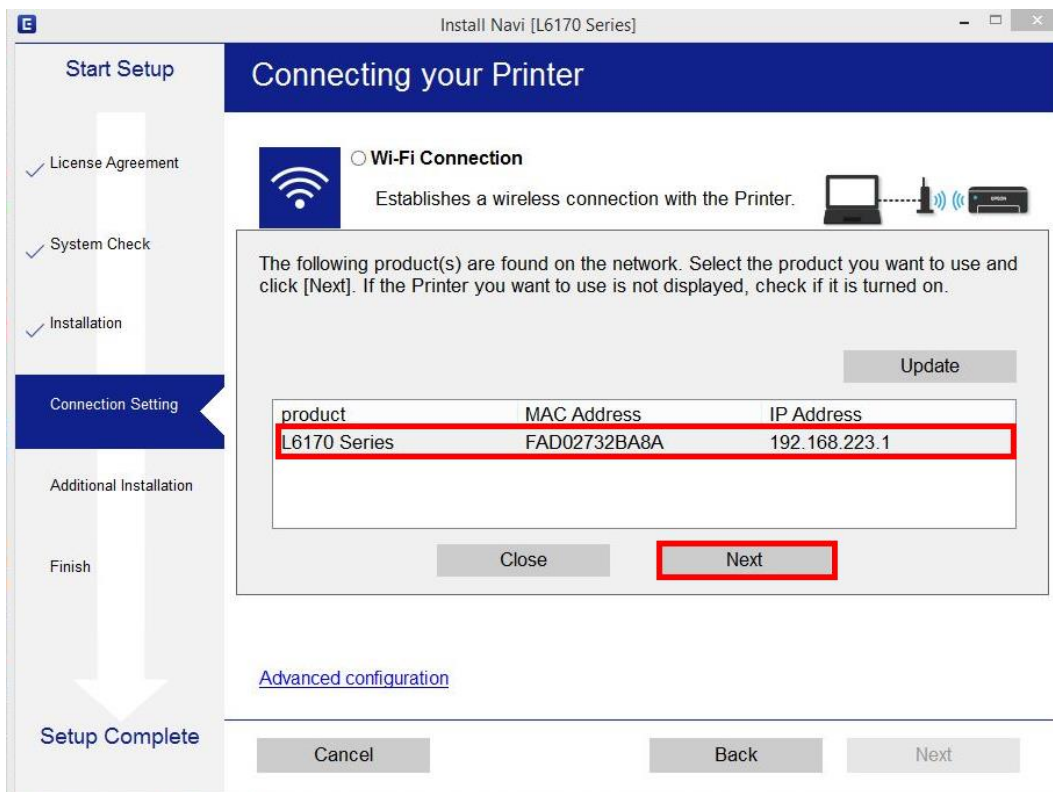 E
Install Navi [L6170 Series]
Start Setup
Connecting your Printer
License Agreement
System Check
Installation
Connection Setting
Additional Installation
Finish
Setup Complete
Wi-Fi Connection
Establishes a wireless connection with the Printer.
EPSON
The following product(s) are found on the network. Select the product you want to use and
click [Next]. If the Printer you want to use is not displayed, check if it is turned on.
Update
product MAC Address IP Address
L6170 Series FAD02732BA8A 192.168.223.1
Close Next
Advanced configuration
Cancel Back Next